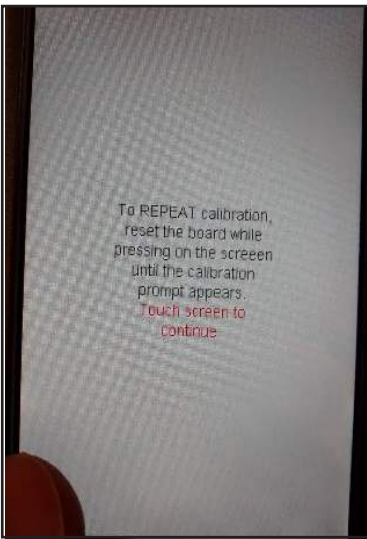 To REPEAT calibration,
reset the board while
pressing on the screeen
until the calibration
prompt appears.
Touch screen to
continue